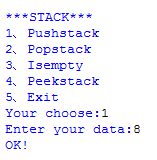 ***STACK***
1、Pushstack
2、Popstack
3、Isempty
4、Peekstack
5、Exit
Your choose:1
Enter your data:8
OK!